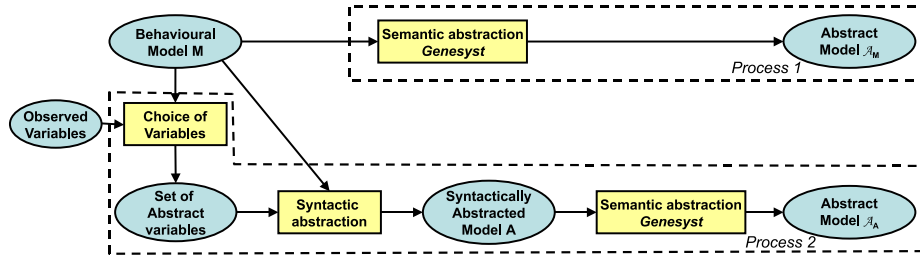 Behavioural
Model M
Semantic abstraction
Genesyst
Abstract
Model 𝒜M
Process 1
Observed
Variables
Choice of
Variables
Set of
Abstract
variables
Syntactic
abstraction
Syntactically
Abstracted
Model A
Semantic abstraction
Genesyst
Abstract
Model 𝒜A
Process 2